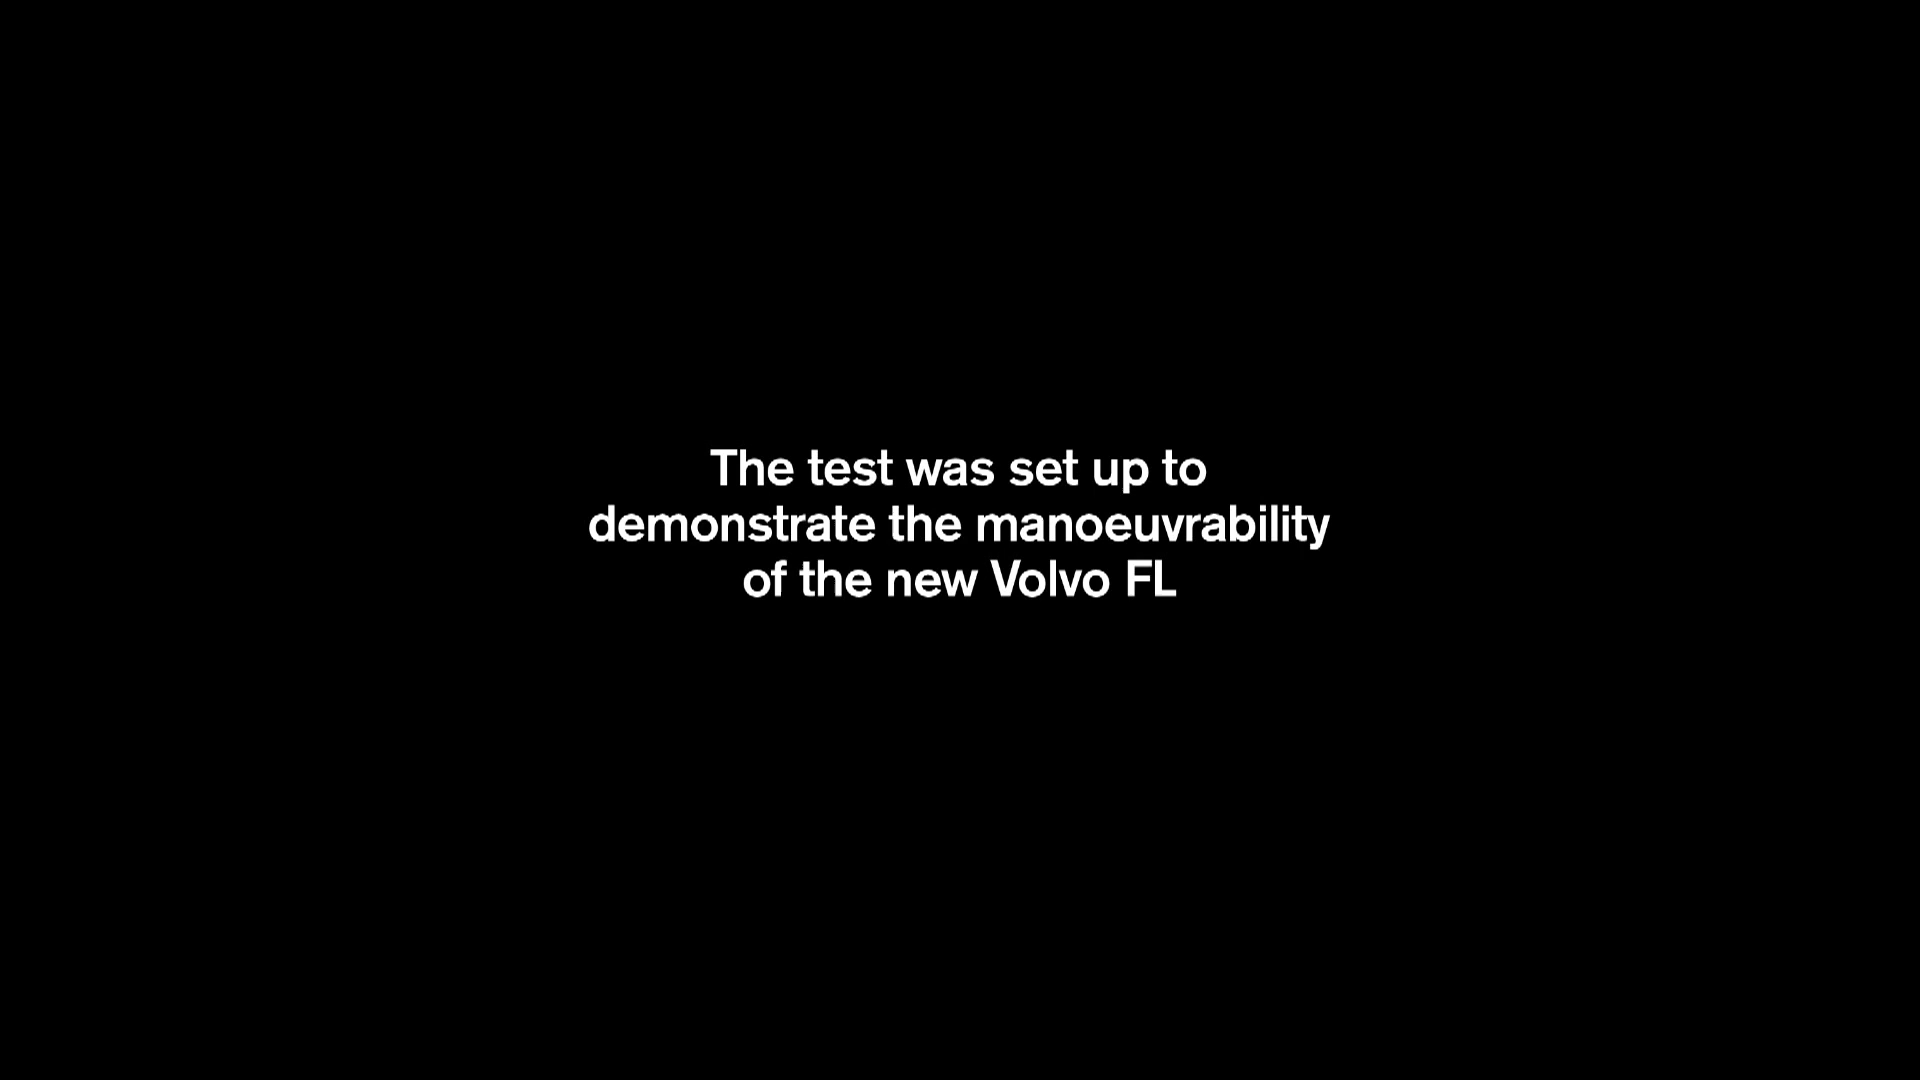 The test was set up to
demonstrate the manoeuvrability
of the new Volvo FL